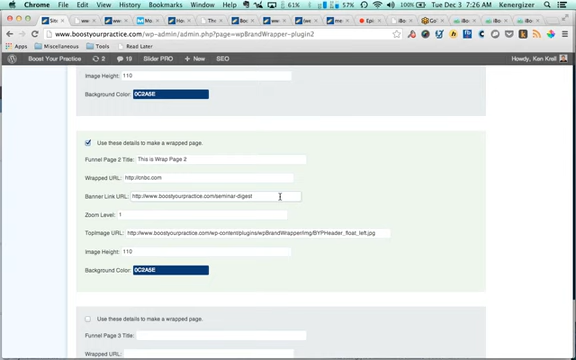 Chrome File Edit View History Bookmarks Window Help 61% 57% Tue Dec 3 7:26 AM Kenergizer
www.boostyourpractice.com/wp-admin/admin.php?page=wpBrandWrapper-plugin2
Apps Miscellaneous Tools Read Later
Boost Your Practice 2 19 Slider PRO + New SEO Howdy, Ken Krell
Image Height: 110
Background Color: 0C2A5E
Use these details to make a wrapped page.
Funnel Page 2 Title: This is Wrap Page 2
Wrapped URL: http://cnbc.com
Banner Link URL: http://www.boostyourpractice.com/seminar-digest
Zoom Level: 1
TopImage URL: http://www.boostyourpractice.com/wp-content/plugins/wpBrandWrapper/img/BYPHeader_float_left.jpg
Image Height: 110
Background Color: 0C2A5E
Use these details to make a wrapped page.
Funnel Page 3 Title:
Wrapped URL: